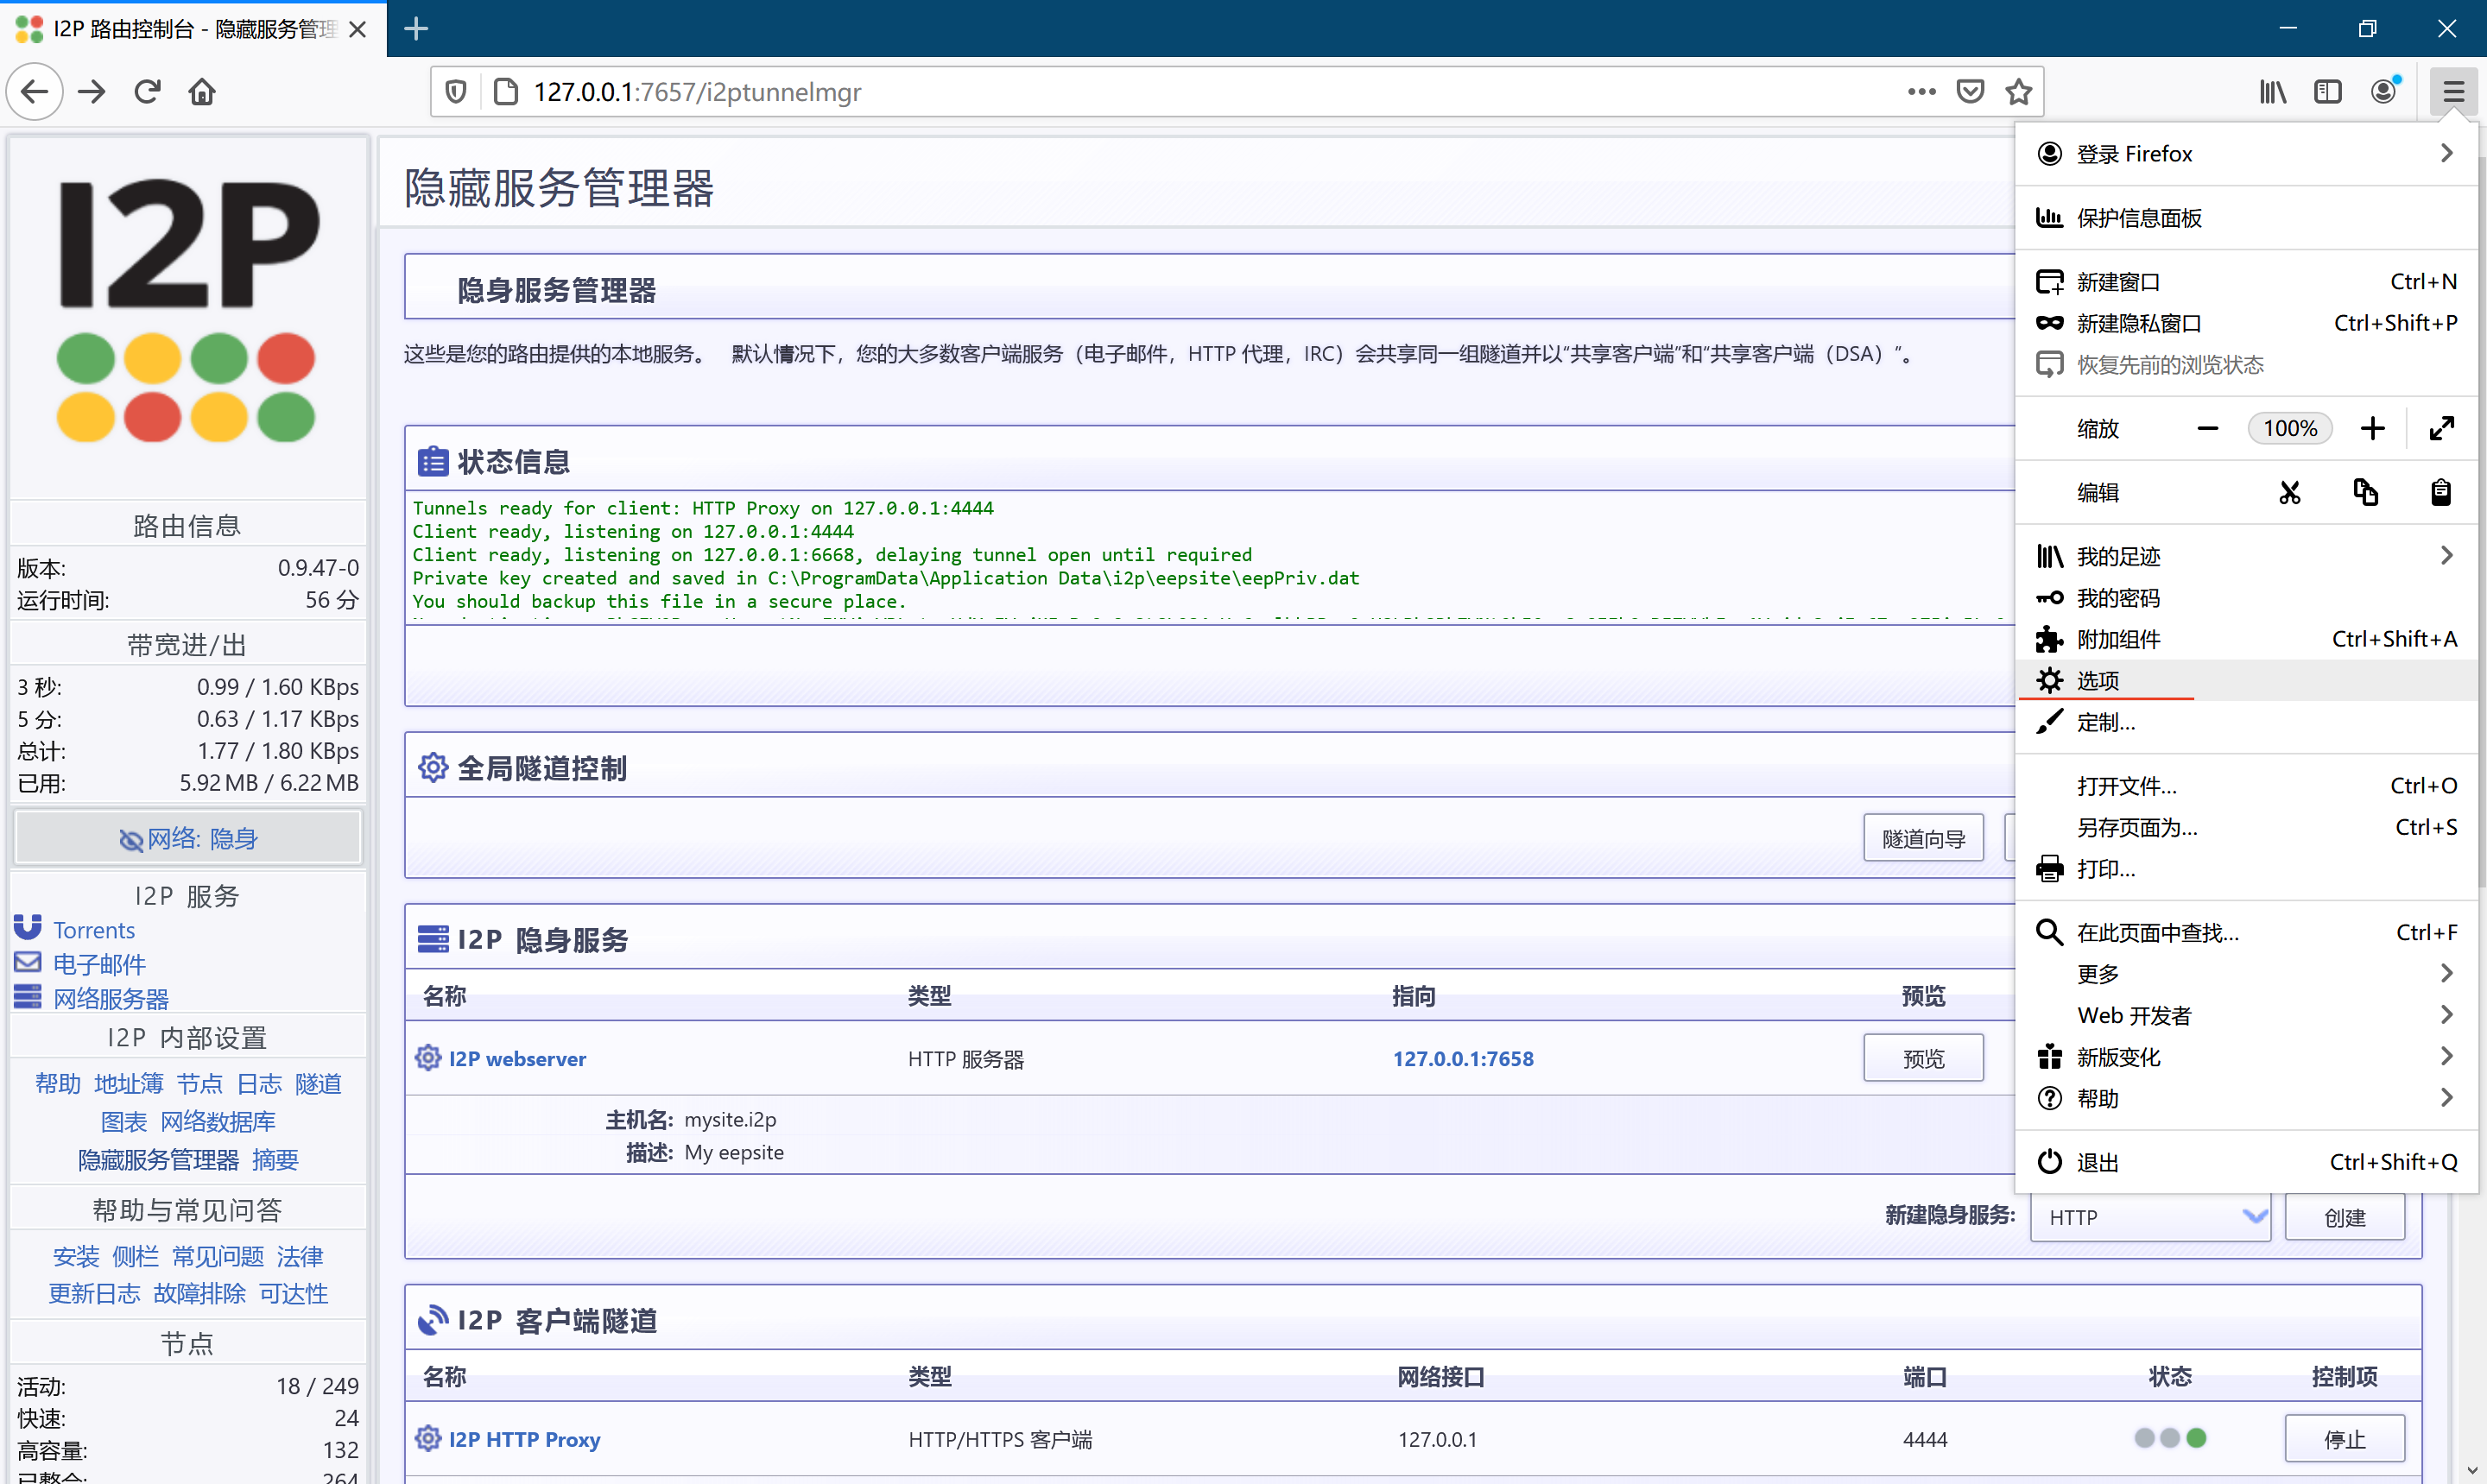 I2P 路由控制台 - 隐藏服务管理
127.0.0.1:7657/i2ptunnelmgr
I2P
路由信息
版本: 0.9.47-0
运行时间: 56 分
带宽进/出
3 秒: 0.99 / 1.60 KBps
5 分: 0.63 / 1.17 KBps
总计: 1.77 / 1.80 KBps
已用: 5.92 MB / 6.22 MB
网络: 隐身
I2P 服务
Torrents
电子邮件
网络服务器
I2P 内部设置
帮助 地址簿 节点 日志 隧道
图表 网络数据库
隐藏服务管理器 摘要
帮助与常见问答
安装 侧栏 常见问题 法律
更新日志 故障排除 可达性
节点
活动: 18 / 249
快速: 24
高容量: 132
已整合: 264
隐藏服务管理器
隐身服务管理器
这些是您的路由提供的本地服务。 默认情况下，您的大多数客户端服务（电子邮件，HTTP 代理，IRC）会共享同一组隧道并以“共享客户端”和“共享客户端（DSA）”。
状态信息
Tunnels ready for client: HTTP Proxy on 127.0.0.1:4444
Client ready, listening on 127.0.0.1:4444
Client ready, listening on 127.0.0.1:6668, delaying tunnel open until required
Private key created and saved in C:\ProgramData\Application Data\i2p\eepsite\eepPriv.dat
You should backup this file in a secure place.
全局隧道控制
隧道向导
I2P 隐身服务
名称 类型 指向 预览
I2P webserver HTTP 服务器 127.0.0.1:7658 预览
主机名: mysite.i2p
描述: My eepsite
新建隐身服务: HTTP 创建
I2P 客户端隧道
名称 类型 网络接口 端口 状态 控制项
I2P HTTP Proxy HTTP/HTTPS 客户端 127.0.0.1 4444 停止
登录 Firefox
保护信息面板
新建窗口 Ctrl+N
新建隐私窗口 Ctrl+Shift+P
恢复先前的浏览状态
缩放 100%
编辑
我的足迹
我的密码
附加组件 Ctrl+Shift+A
选项
定制...
打开文件... Ctrl+O
另存页面为... Ctrl+S
打印...
在此页面中查找... Ctrl+F
更多
Web 开发者
新版变化
帮助
退出 Ctrl+Shift+Q